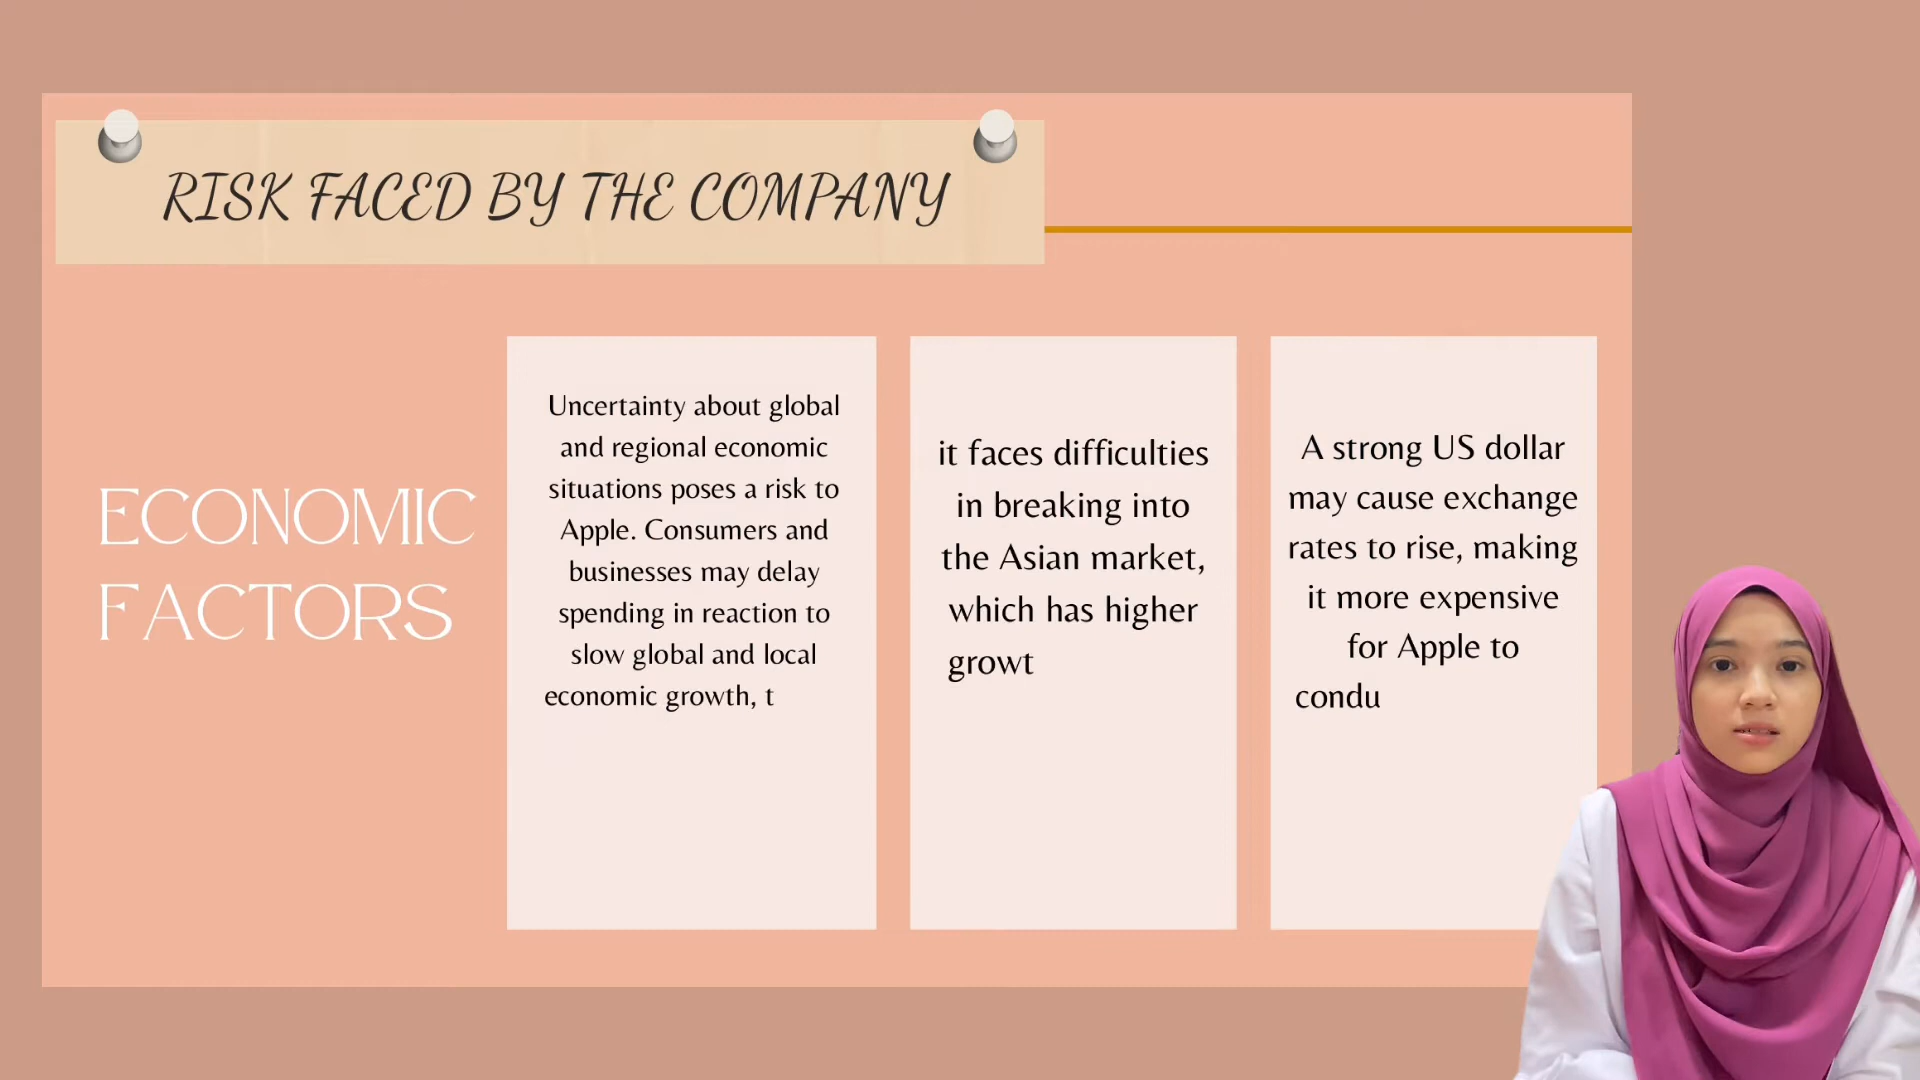 RISK FACED BY THE COMPANY
ECONOMIC
FACTORS
Uncertainty about global
and regional economic
situations poses a risk to
Apple. Consumers and
businesses may delay
spending in reaction to
slow global and local
economic growth, t
it faces difficulties
in breaking into
the Asian market,
which has higher
growt
A strong US dollar
may cause exchange
rates to rise, making
it more expensive
for Apple to
condu